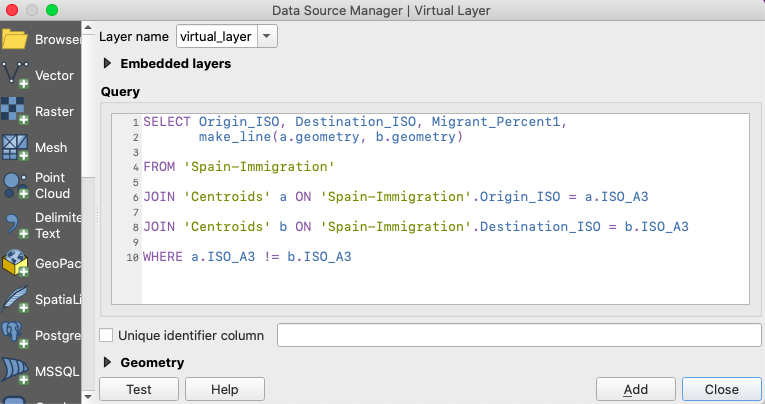 Data Source Manager | Virtual Layer
Browser
Vector
Raster
Mesh
Point
Cloud
Delimite
Text
GeoPac
SpatiaLi
Postgre
MSSQL
Layer name virtual_layer
Embedded layers
Query
1 SELECT Origin_ISO, Destination_ISO, Migrant_Percent1,
2 make_line(a.geometry, b.geometry)
3
4 FROM 'Spain-Immigration'
5
6 JOIN 'Centroids' a ON 'Spain-Immigration'.Origin_ISO = a.ISO_A3
7
8 JOIN 'Centroids' b ON 'Spain-Immigration'.Destination_ISO = b.ISO_A3
9
10 WHERE a.ISO_A3 != b.ISO_A3
Unique identifier column
Geometry
Test Help Add Close